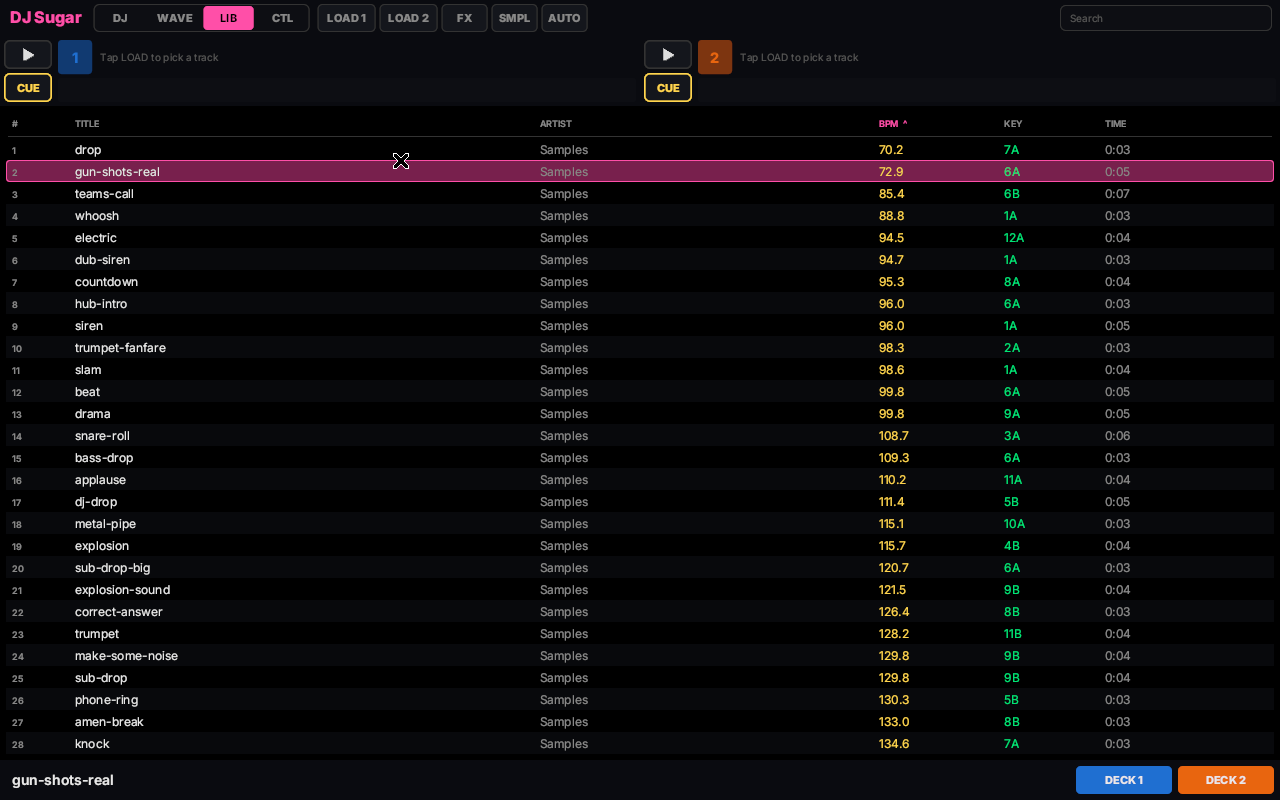 DJ Sugar DJ WAVE LIB CTL LOAD 1 LOAD 2 FX SMPL AUTO Search
1 Tap LOAD to pick a track 2 Tap LOAD to pick a track
CUE CUE
# TITLE ARTIST BPM ^ KEY TIME
1 drop Samples 70.2 7A 0:03
2 gun-shots-real Samples 72.9 6A 0:05
3 teams-call Samples 85.4 6B 0:07
4 whoosh Samples 88.8 1A 0:03
5 electric Samples 94.5 12A 0:04
6 dub-siren Samples 94.7 1A 0:03
7 countdown Samples 95.3 8A 0:04
8 hub-intro Samples 96.0 6A 0:03
9 siren Samples 96.0 1A 0:05
10 trumpet-fanfare Samples 98.3 2A 0:03
11 slam Samples 98.6 1A 0:04
12 beat Samples 99.8 6A 0:05
13 drama Samples 99.8 9A 0:05
14 snare-roll Samples 108.7 3A 0:06
15 bass-drop Samples 109.3 6A 0:03
16 applause Samples 110.2 11A 0:04
17 dj-drop Samples 111.4 5B 0:05
18 metal-pipe Samples 115.1 10A 0:03
19 explosion Samples 115.7 4B 0:04
20 sub-drop-big Samples 120.7 6A 0:03
21 explosion-sound Samples 121.5 9B 0:04
22 correct-answer Samples 126.4 8B 0:03
23 trumpet Samples 128.2 11B 0:04
24 make-some-noise Samples 129.8 9B 0:04
25 sub-drop Samples 129.8 9B 0:04
26 phone-ring Samples 130.3 5B 0:03
27 amen-break Samples 133.0 8B 0:03
28 knock Samples 134.6 7A 0:03
gun-shots-real DECK 1 DECK 2